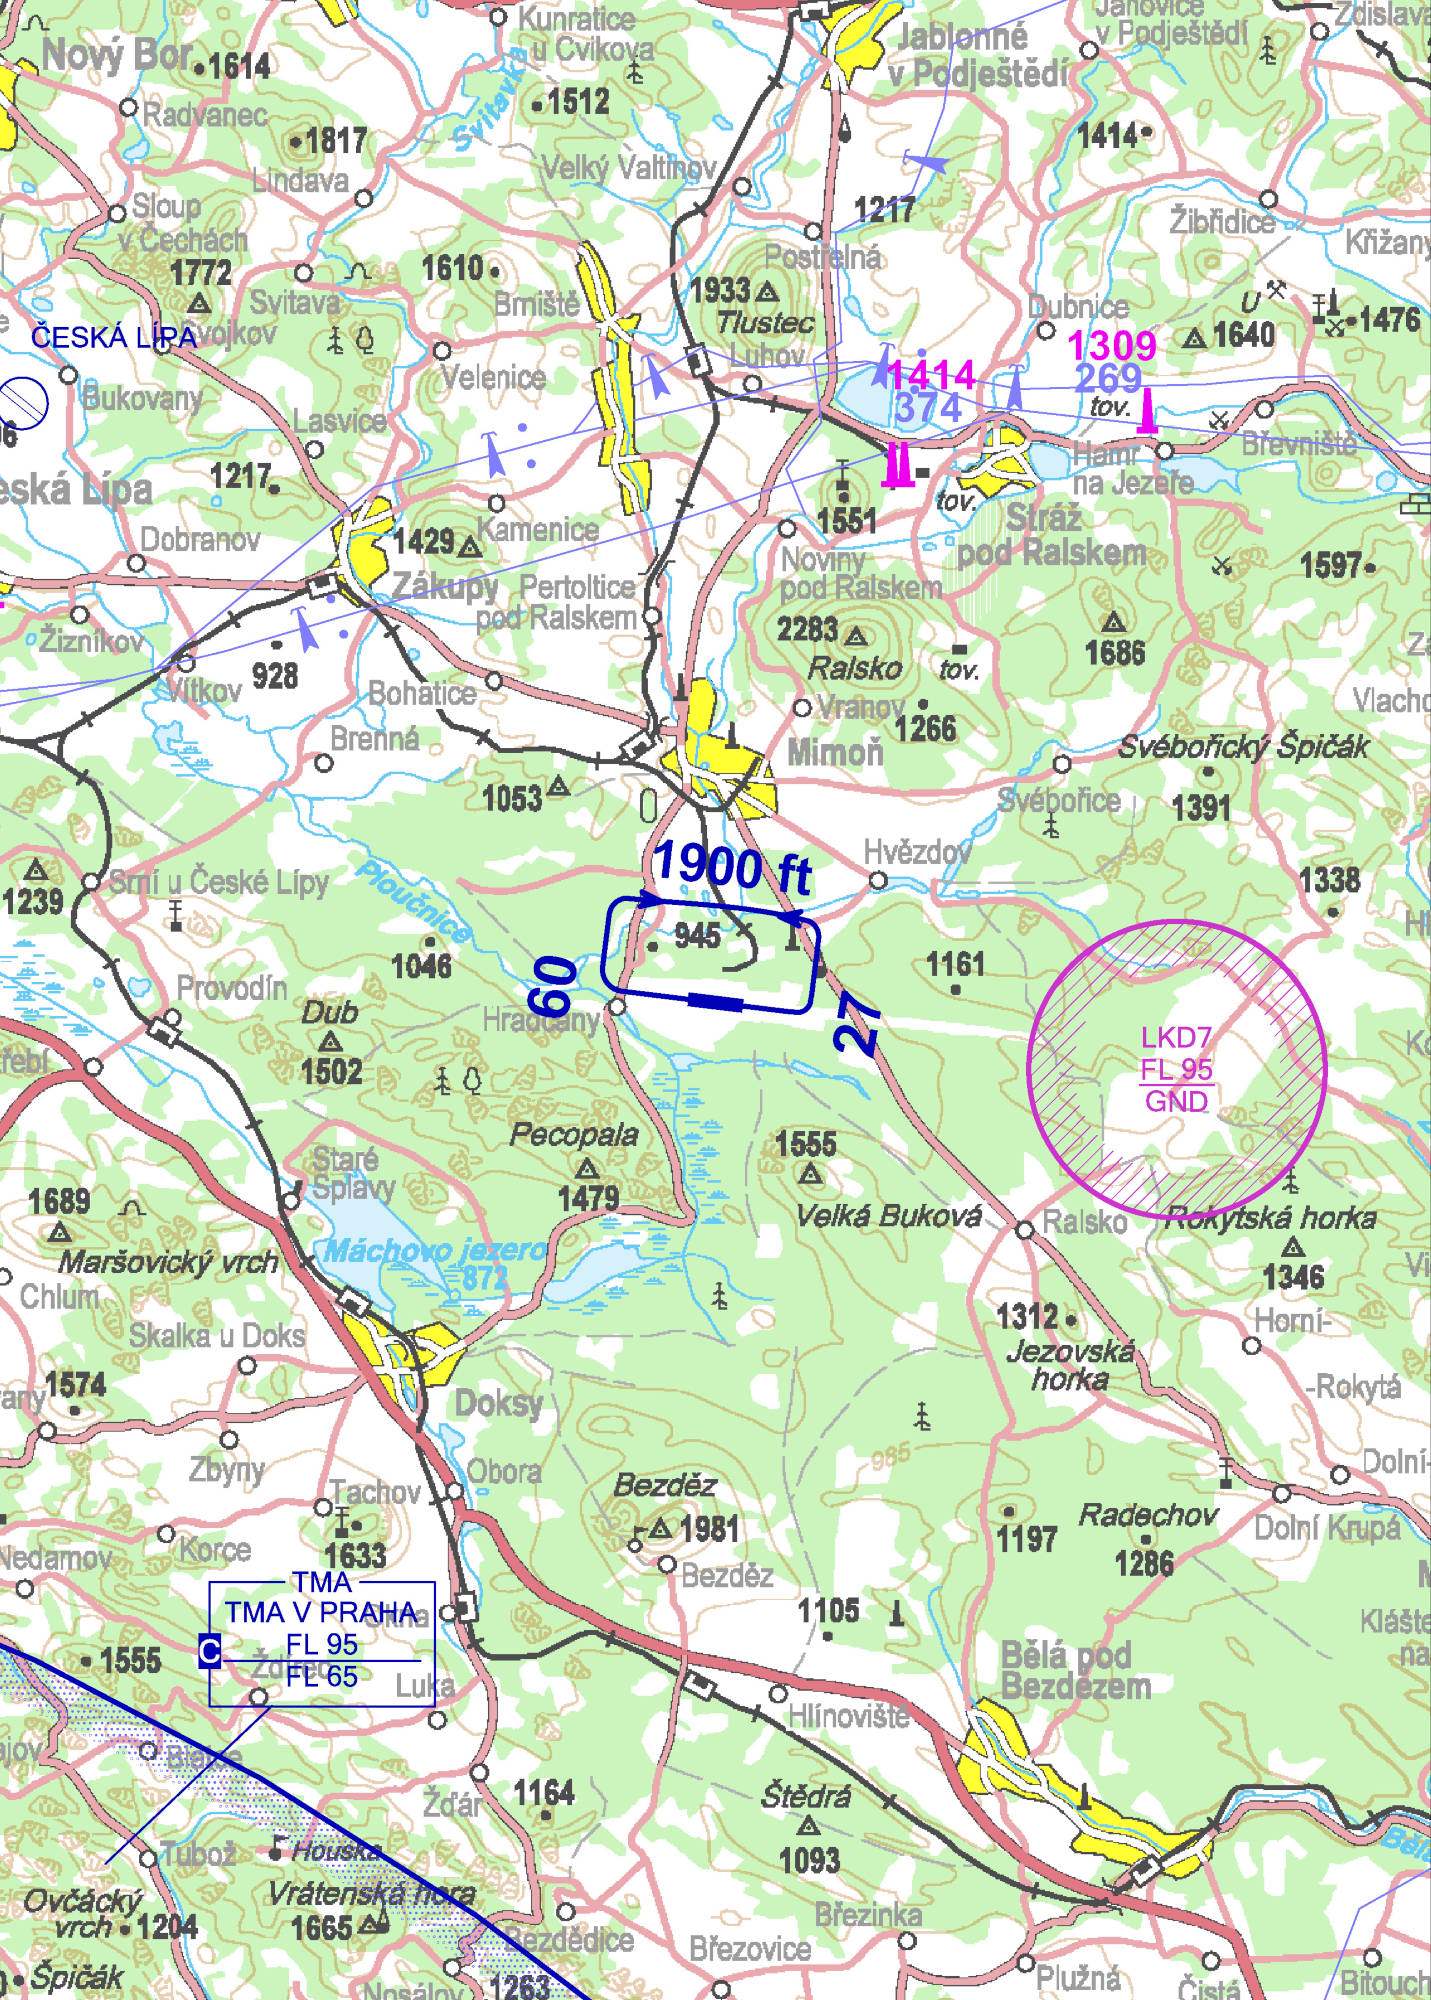 Kunratice
u Cvikova
Jablonné
v Podještědí
Janovice
v Podještědí
Zdislava
Nový Bor
1614
Radvanec
1817
1512
Svitavka
1414
Lindava
Velký Valtinov
Sloup
v Čechách
1217
Žibřidice
Křižany
Postřelná
1772
Svitava
1610
Brniště
1933
Tlustec
Luhov
Dubnice
U
1640
1476
ČESKÁ LÍPA
Svojkov
Velenice
1309
269
tov.
1414
374
Bukovany
Lasvice
Hamr
na Jezeře
Břevniště
Česká Lípa
1217
Dobranov
1429
Kamenice
1551
tov.
Stráž
pod Ralskem
Zákupy
Pertoltice
pod Ralskem
Noviny
pod Ralskem
1597
Žizníkov
928
Vítkov
Bohatice
2283
Ralsko
tov.
1686
Vranov
1266
Vlacho
Brenná
Mimoň
Svébořický Špičák
1391
1053
Svébořice
Hvězdov
1239
Srní u České Lípy
Ploučnice
1900 ft
1338
945
1046
1161
Provodín
09
27
Dub
1502
Hradčany
LKD7
FL 95
GND
Pecopala
1479
1555
Velká Buková
Staré
Splavy
1689
Maršovický vrch
Ralsko
Rokytská horka
1346
Máchovo jezero
872
Chlum
1312
Jezovská
horka
Horní-
-Rokytá
Skalka u Doks
1574
Doksy
Zbyny
985
Dolní-
Obora
Tachov
Bezděz
1981
1197
Radechov
1286
Dolní Krupá
Korce
1633
Nedamov
Bezděz
TMA
TMA V PRAHA
FL 95
FL 65
C
Okna
1105
1555
Ždírec
Luka
Bělá pod
Bezdězem
Klášte
na
Hlínoviště
Blatce
Žďár
1164
Štědrá
1093
Tubož
Houska
Bělá
Ovčácký
vrch
1204
Vrátenská hora
1665
Březinka
Bezdědice
Březovice
Špičák
Nosálov
1263
Plužná
Čistá
Bitouch